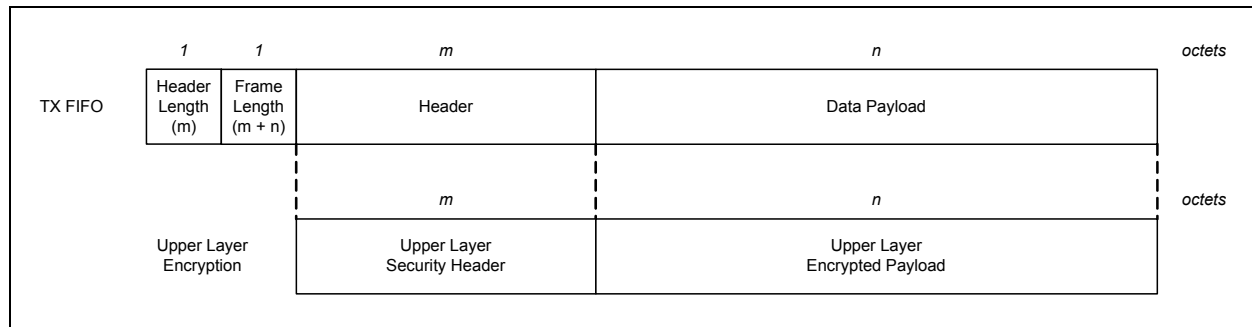 1 1 m n octets
TX FIFO
Header
Length
(m)
Frame
Length
(m + n)
Header
Data Payload
m n octets
Upper Layer
Encryption
Upper Layer
Security Header
Upper Layer
Encrypted Payload